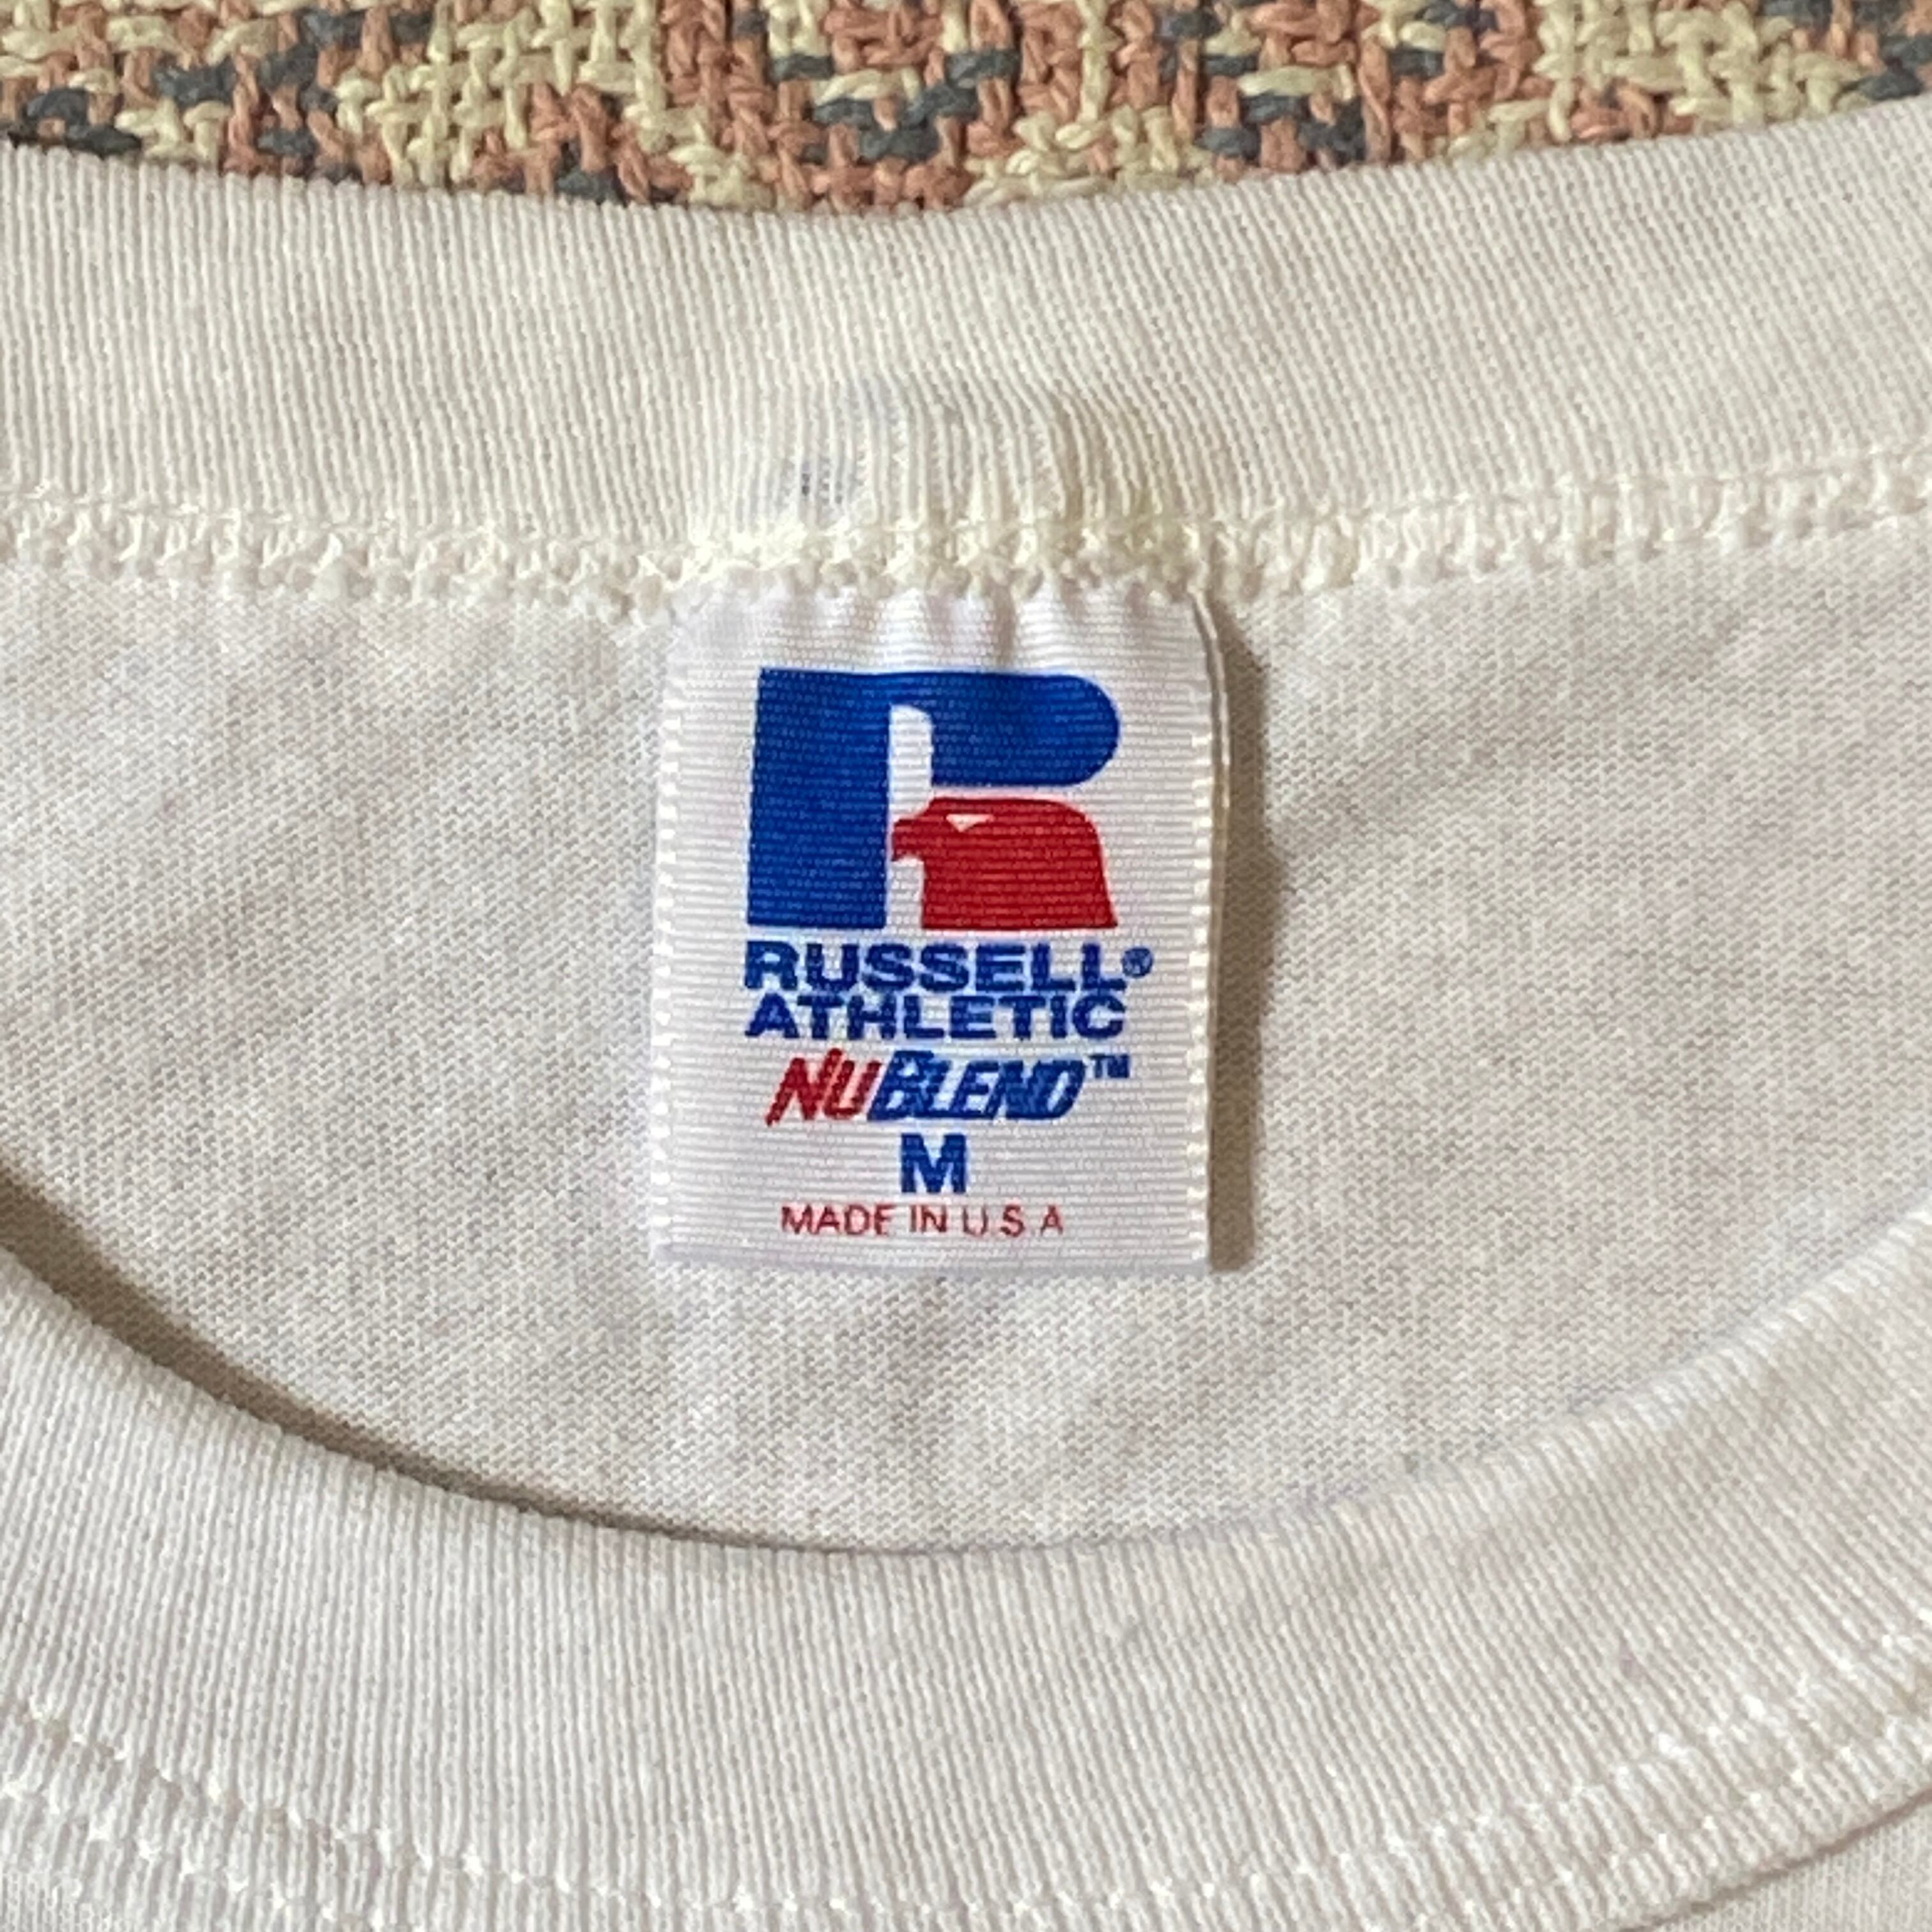 RUSSELL®
ATHLETIC
NUBLEND™
M
MADE IN U.S.A